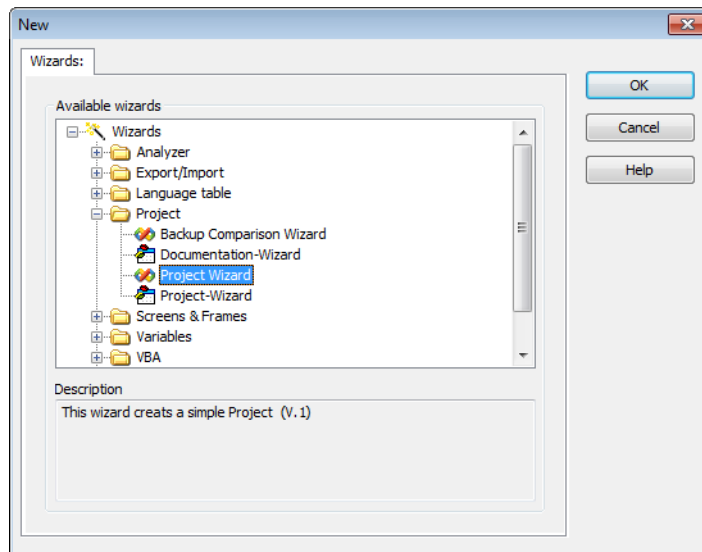 New
Wizards:
OK
Available wizards
Wizards
Cancel
Analyzer
Export/Import
Help
Language table
Project
Backup Comparison Wizard
Documentation-Wizard
Project Wizard
Project-Wizard
Screens & Frames
Variables
VBA
Description
This wizard creats a simple Project (V.1)